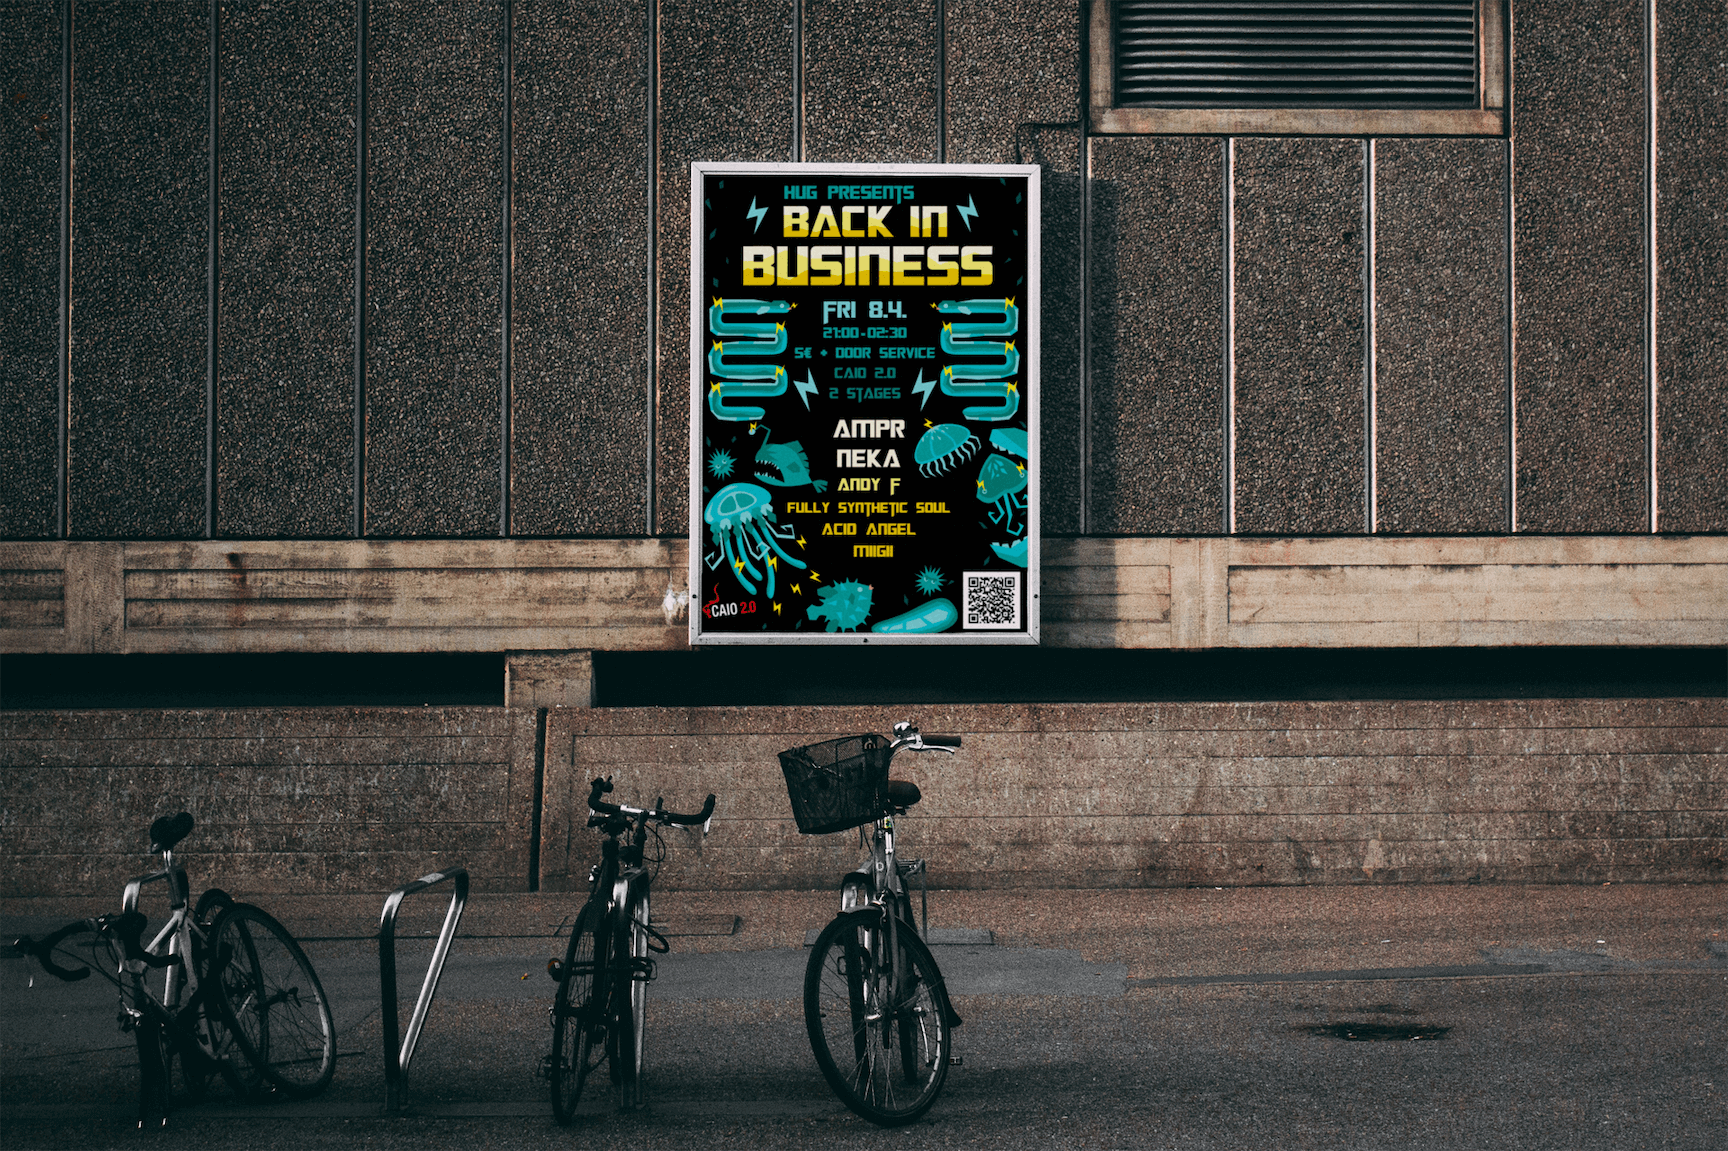 HUG PRESENTS
BACK IN
BUSINESS
FRI 8.4.
21:00-02:30
5€ + DOOR SERVICE
CAIO 2.0
2 STAGES
AMPR
NEKA
ANDY F
FULLY SYNTHETIC SOUL
ACID ANGEL
MIIGII
CAIO 2.0